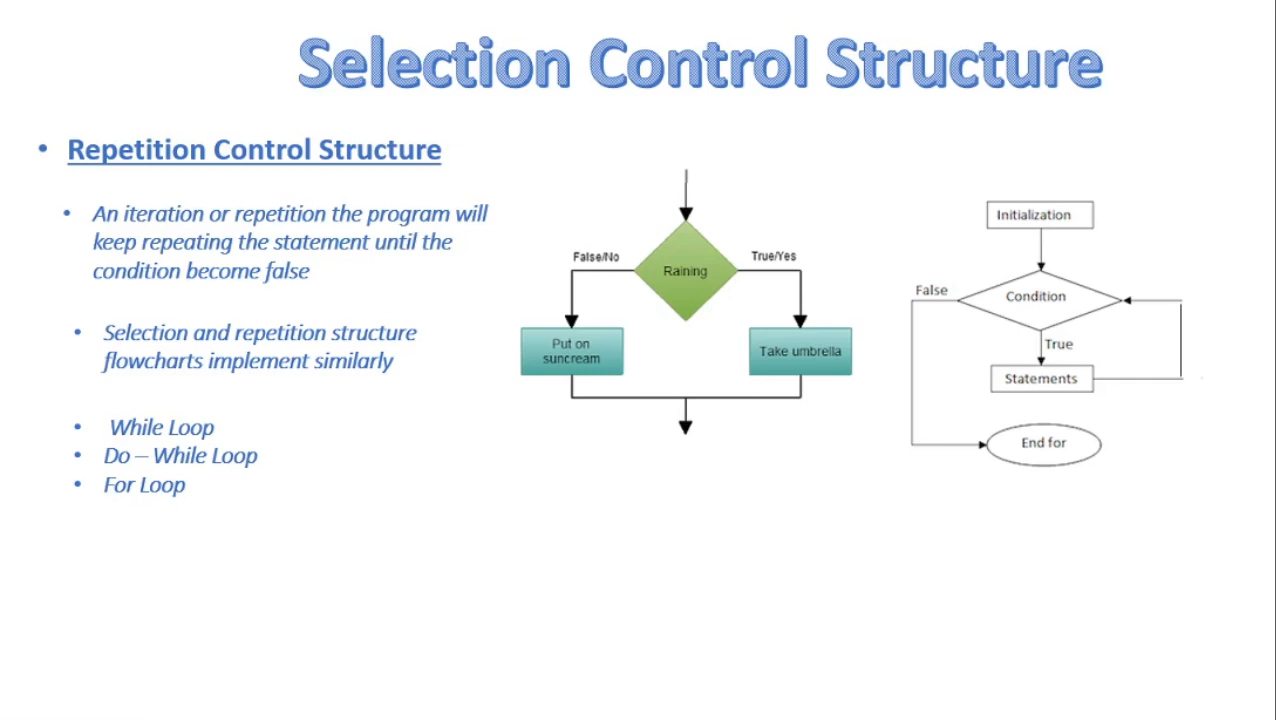 Selection Control Structure
• Repetition Control Structure
• An iteration or repetition the program will
keep repeating the statement until the
condition become false
• Selection and repetition structure
flowcharts implement similarly
• While Loop
• Do – While Loop
• For Loop
False/No
True/Yes
Raining
Put on
suncream
Take umbrella
Initialization
False
Condition
True
Statements
End for